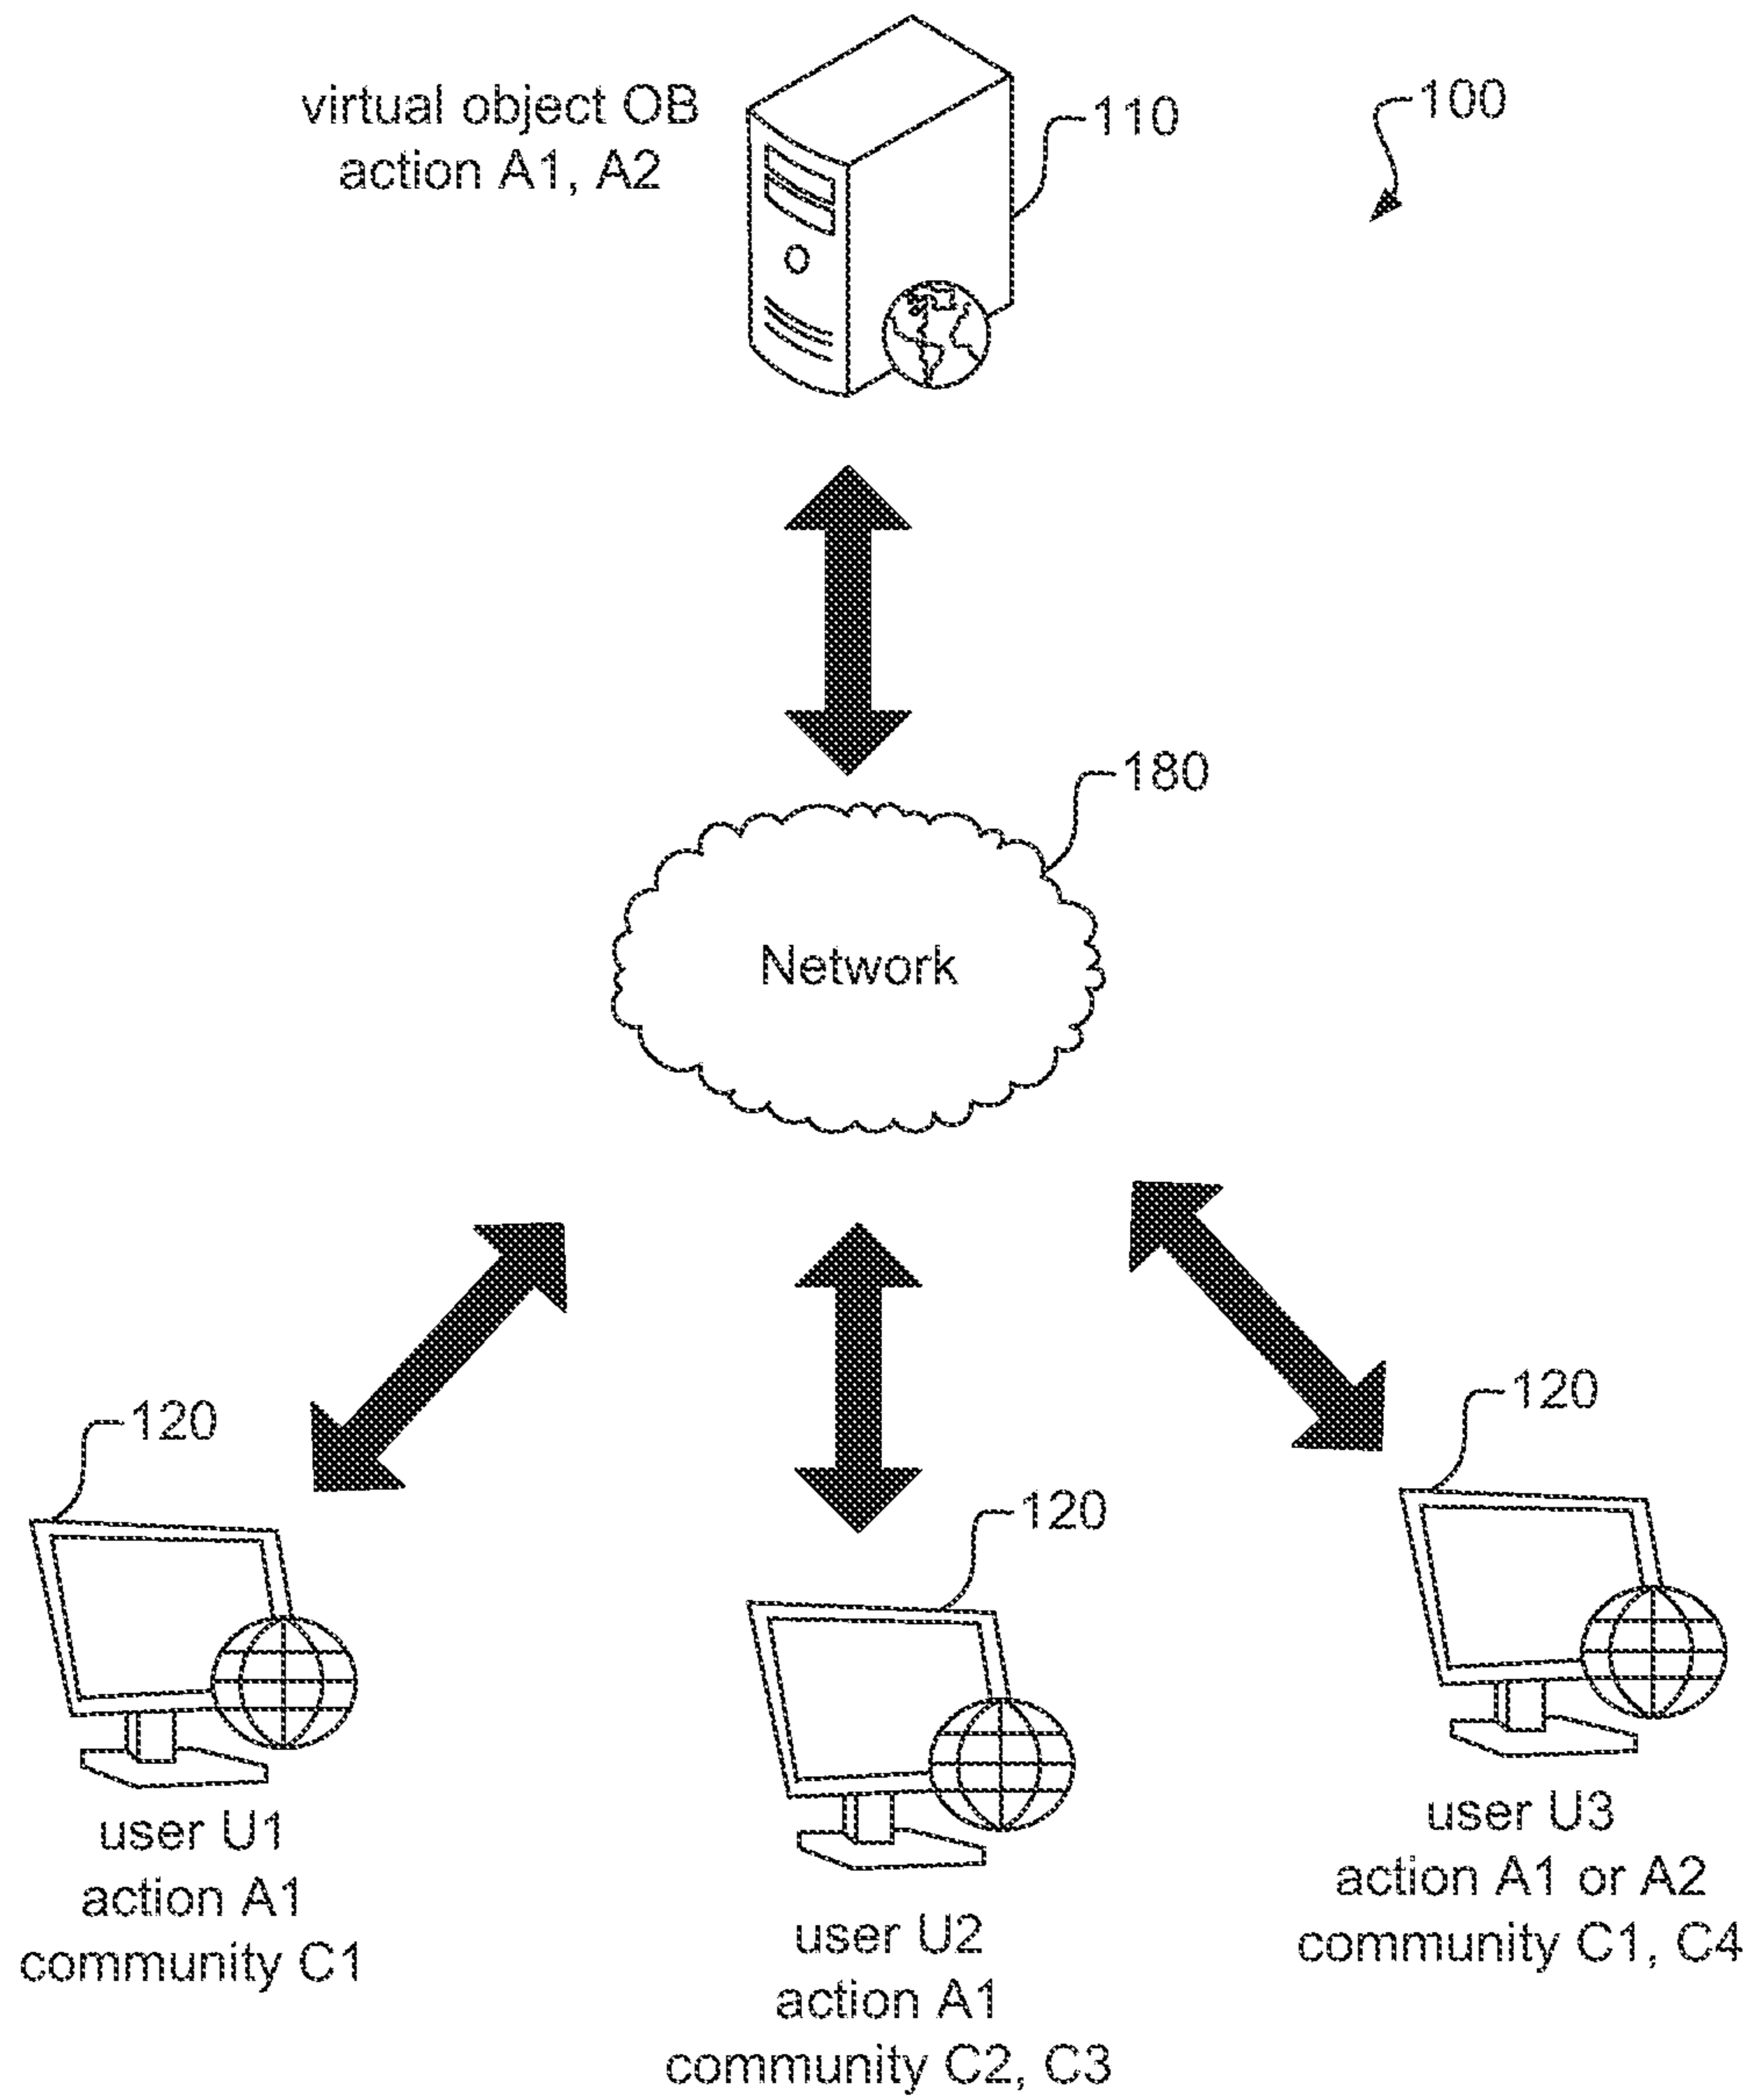 virtual object OB
action A1, A2
110
100
180
Network
120
120
120
user U1
action A1
community C1
user U2
action A1
community C2, C3
user U3
action A1 or A2
community C1, C4